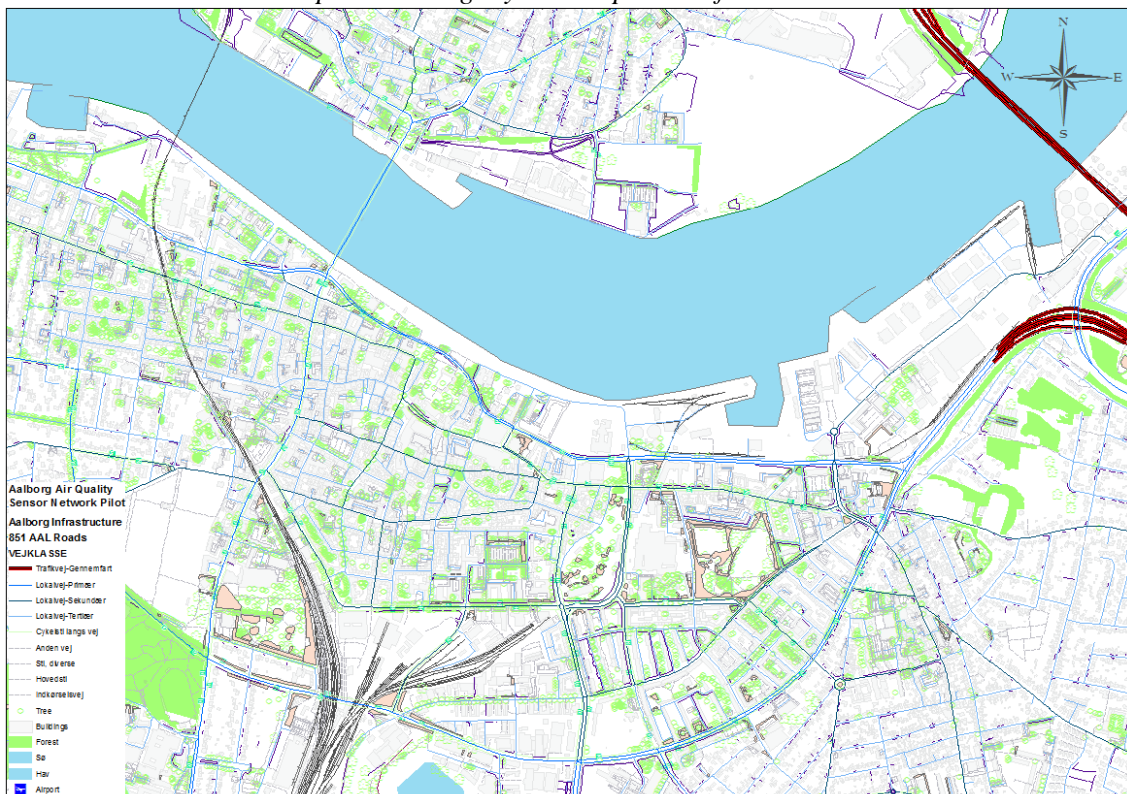 N
W
E
S
Aalborg Air Quality
Sensor Network Pilot
Aalborg Infrastructure
851 AAL Roads
VEJKLASSE
Trafikvej-Gennemfart
Lokalvej-Primær
Lokalvej-Sekundær
Lokalvej-Tertiær
Cykelsti langs vej
Anden vej
Sti, diverse
Hovedsti
Indkørselsvej
Tree
Buildings
Forest
Sø
Hav
Airport